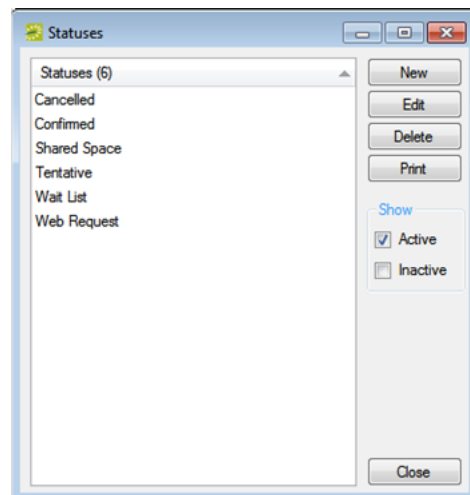 Statuses
Statuses (6)
Cancelled
Confirmed
Shared Space
Tentative
Wait List
Web Request
New
Edit
Delete
Print
Show
Active
Inactive
Close